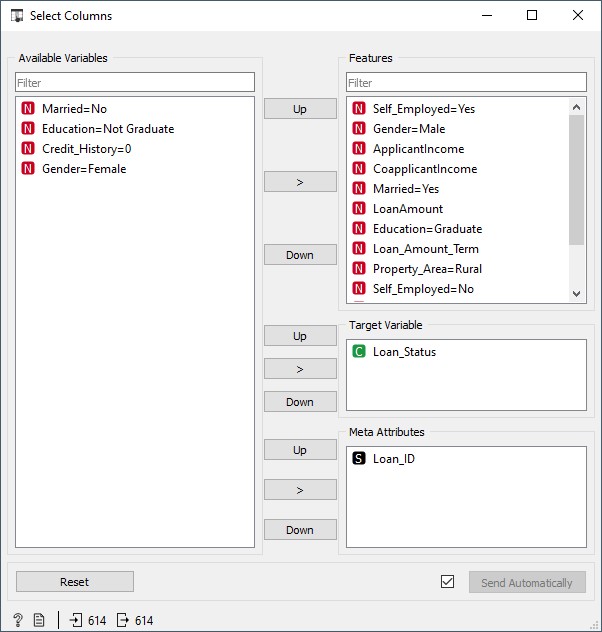 Select Columns
Available Variables
Filter
N Married=No
N Education=Not Graduate
N Credit_History=0
N Gender=Female
Up
>
Down
Up
>
Down
Up
>
Down
Features
Filter
N Self_Employed=Yes
N Gender=Male
N ApplicantIncome
N CoapplicantIncome
N Married=Yes
N LoanAmount
N Education=Graduate
N Loan_Amount_Term
N Property_Area=Rural
N Self_Employed=No
Target Variable
C Loan_Status
Meta Attributes
S Loan_ID
Reset
Send Automatically
? 614 614